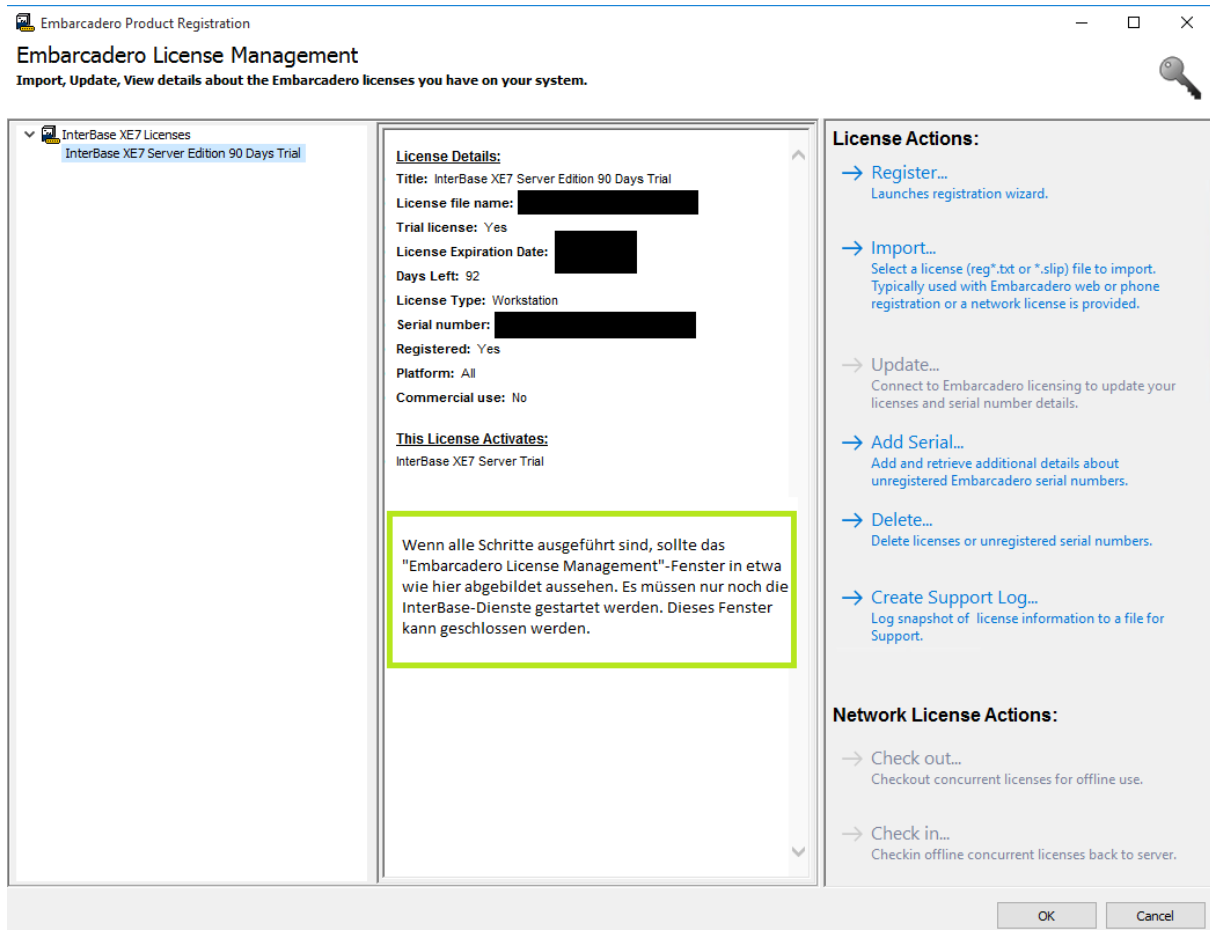 Embarcadero Product Registration
Embarcadero License Management
Import, Update, View details about the Embarcadero licenses you have on your system.
InterBase XE7 Licenses
InterBase XE7 Server Edition 90 Days Trial
License Details:
Title: InterBase XE7 Server Edition 90 Days Trial
License file name:
Trial license: Yes
License Expiration Date:
Days Left: 92
License Type: Workstation
Serial number:
Registered: Yes
Platform: All
Commercial use: No
This License Activates:
InterBase XE7 Server Trial
Wenn alle Schritte ausgeführt sind, sollte das
"Embarcadero License Management"-Fenster in etwa
wie hier abgebildet aussehen. Es müssen nur noch die
InterBase-Dienste gestartet werden. Dieses Fenster
kann geschlossen werden.
License Actions:
Register...
Launches registration wizard.
Import...
Select a license (reg*.txt or *.slip) file to import.
Typically used with Embarcadero web or phone
registration or a network license is provided.
Update...
Connect to Embarcadero licensing to update your
licenses and serial number details.
Add Serial...
Add and retrieve additional details about
unregistered Embarcadero serial numbers.
Delete...
Delete licenses or unregistered serial numbers.
Create Support Log...
Log snapshot of  license information to a file for
Support.
Network License Actions:
Check out...
Checkout concurrent licenses for offline use.
Check in...
Checkin offline concurrent licenses back to server.
OK
Cancel